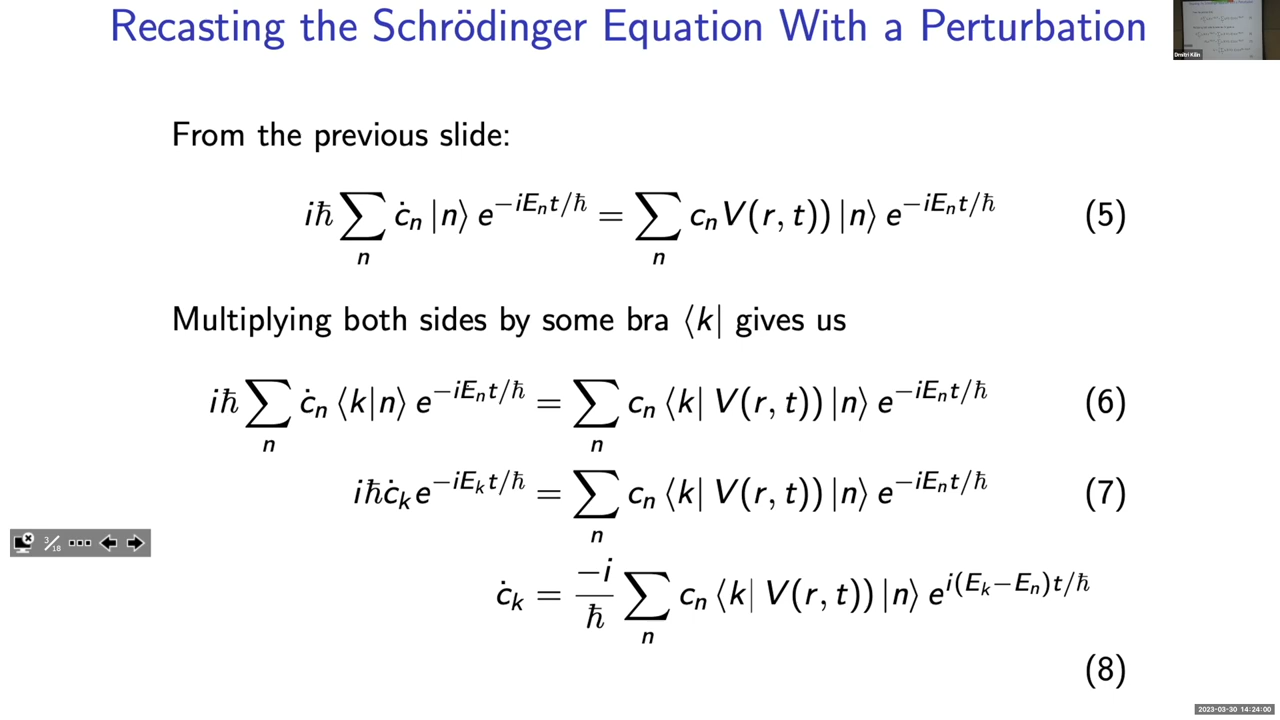 Recasting the Schrödinger Equation With a Perturbation
Dmitri Kilin
From the previous slide:
iħ ∑_n ċ_n |n⟩ e^{−iE_n t/ħ} = ∑_n c_n V(r, t)) |n⟩ e^{−iE_n t/ħ} (5)
Multiplying both sides by some bra ⟨k| gives us
iħ ∑_n ċ_n ⟨k|n⟩ e^{−iE_n t/ħ} = ∑_n c_n ⟨k| V(r, t)) |n⟩ e^{−iE_n t/ħ} (6)
iħċ_k e^{−iE_k t/ħ} = ∑_n c_n ⟨k| V(r, t)) |n⟩ e^{−iE_n t/ħ} (7)
3/18
ċ_k = −i/ħ ∑_n c_n ⟨k| V(r, t)) |n⟩ e^{i(E_k−E_n)t/ħ}
(8)
2023-03-30 14:24:00